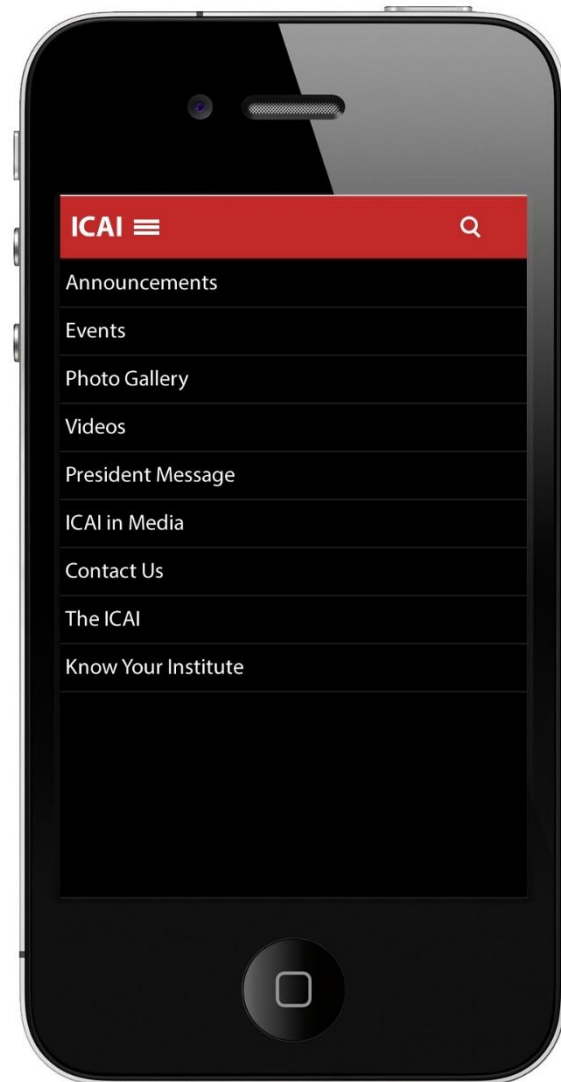 ICAI
Announcements
Events
Photo Gallery
Videos
President Message
ICAI in Media
Contact Us
The ICAI
Know Your Institute